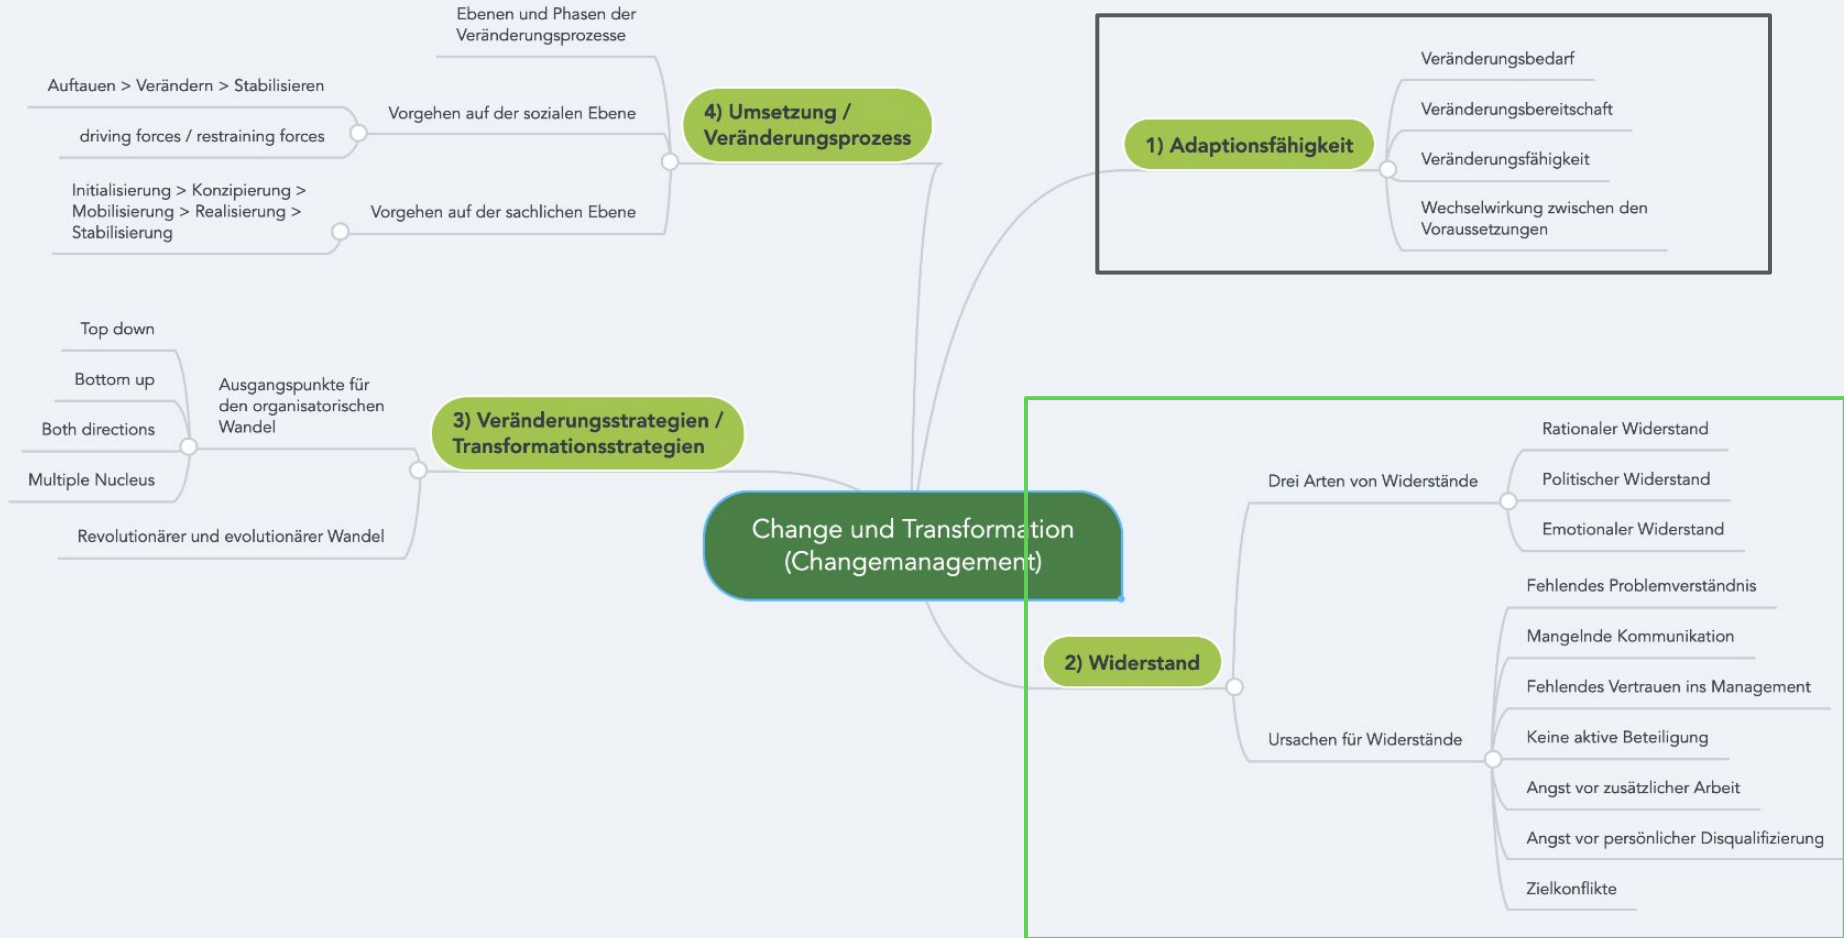 Change und Transformation
(Changemanagement)
1) Adaptionsfähigkeit
Veränderungsbedarf
Veränderungsbereitschaft
Veränderungsfähigkeit
Wechselwirkung zwischen den
Voraussetzungen
2) Widerstand
Drei Arten von Widerstände
Rationaler Widerstand
Politischer Widerstand
Emotionaler Widerstand
Ursachen für Widerstände
Fehlendes Problemverständnis
Mangelnde Kommunikation
Fehlendes Vertrauen ins Management
Keine aktive Beteiligung
Angst vor zusätzlicher Arbeit
Angst vor persönlicher Disqualifizierung
Zielkonflikte
3) Veränderungsstrategien /
Transformationsstrategien
Ausgangspunkte für
den organisatorischen
Wandel
Top down
Bottom up
Both directions
Multiple Nucleus
Revolutionärer und evolutionärer Wandel
4) Umsetzung /
Veränderungsprozess
Ebenen und Phasen der
Veränderungsprozesse
Vorgehen auf der sozialen Ebene
Auftauen > Verändern > Stabilisieren
driving forces / restraining forces
Vorgehen auf der sachlichen Ebene
Initialisierung > Konzipierung >
Mobilisierung > Realisierung >
Stabilisierung